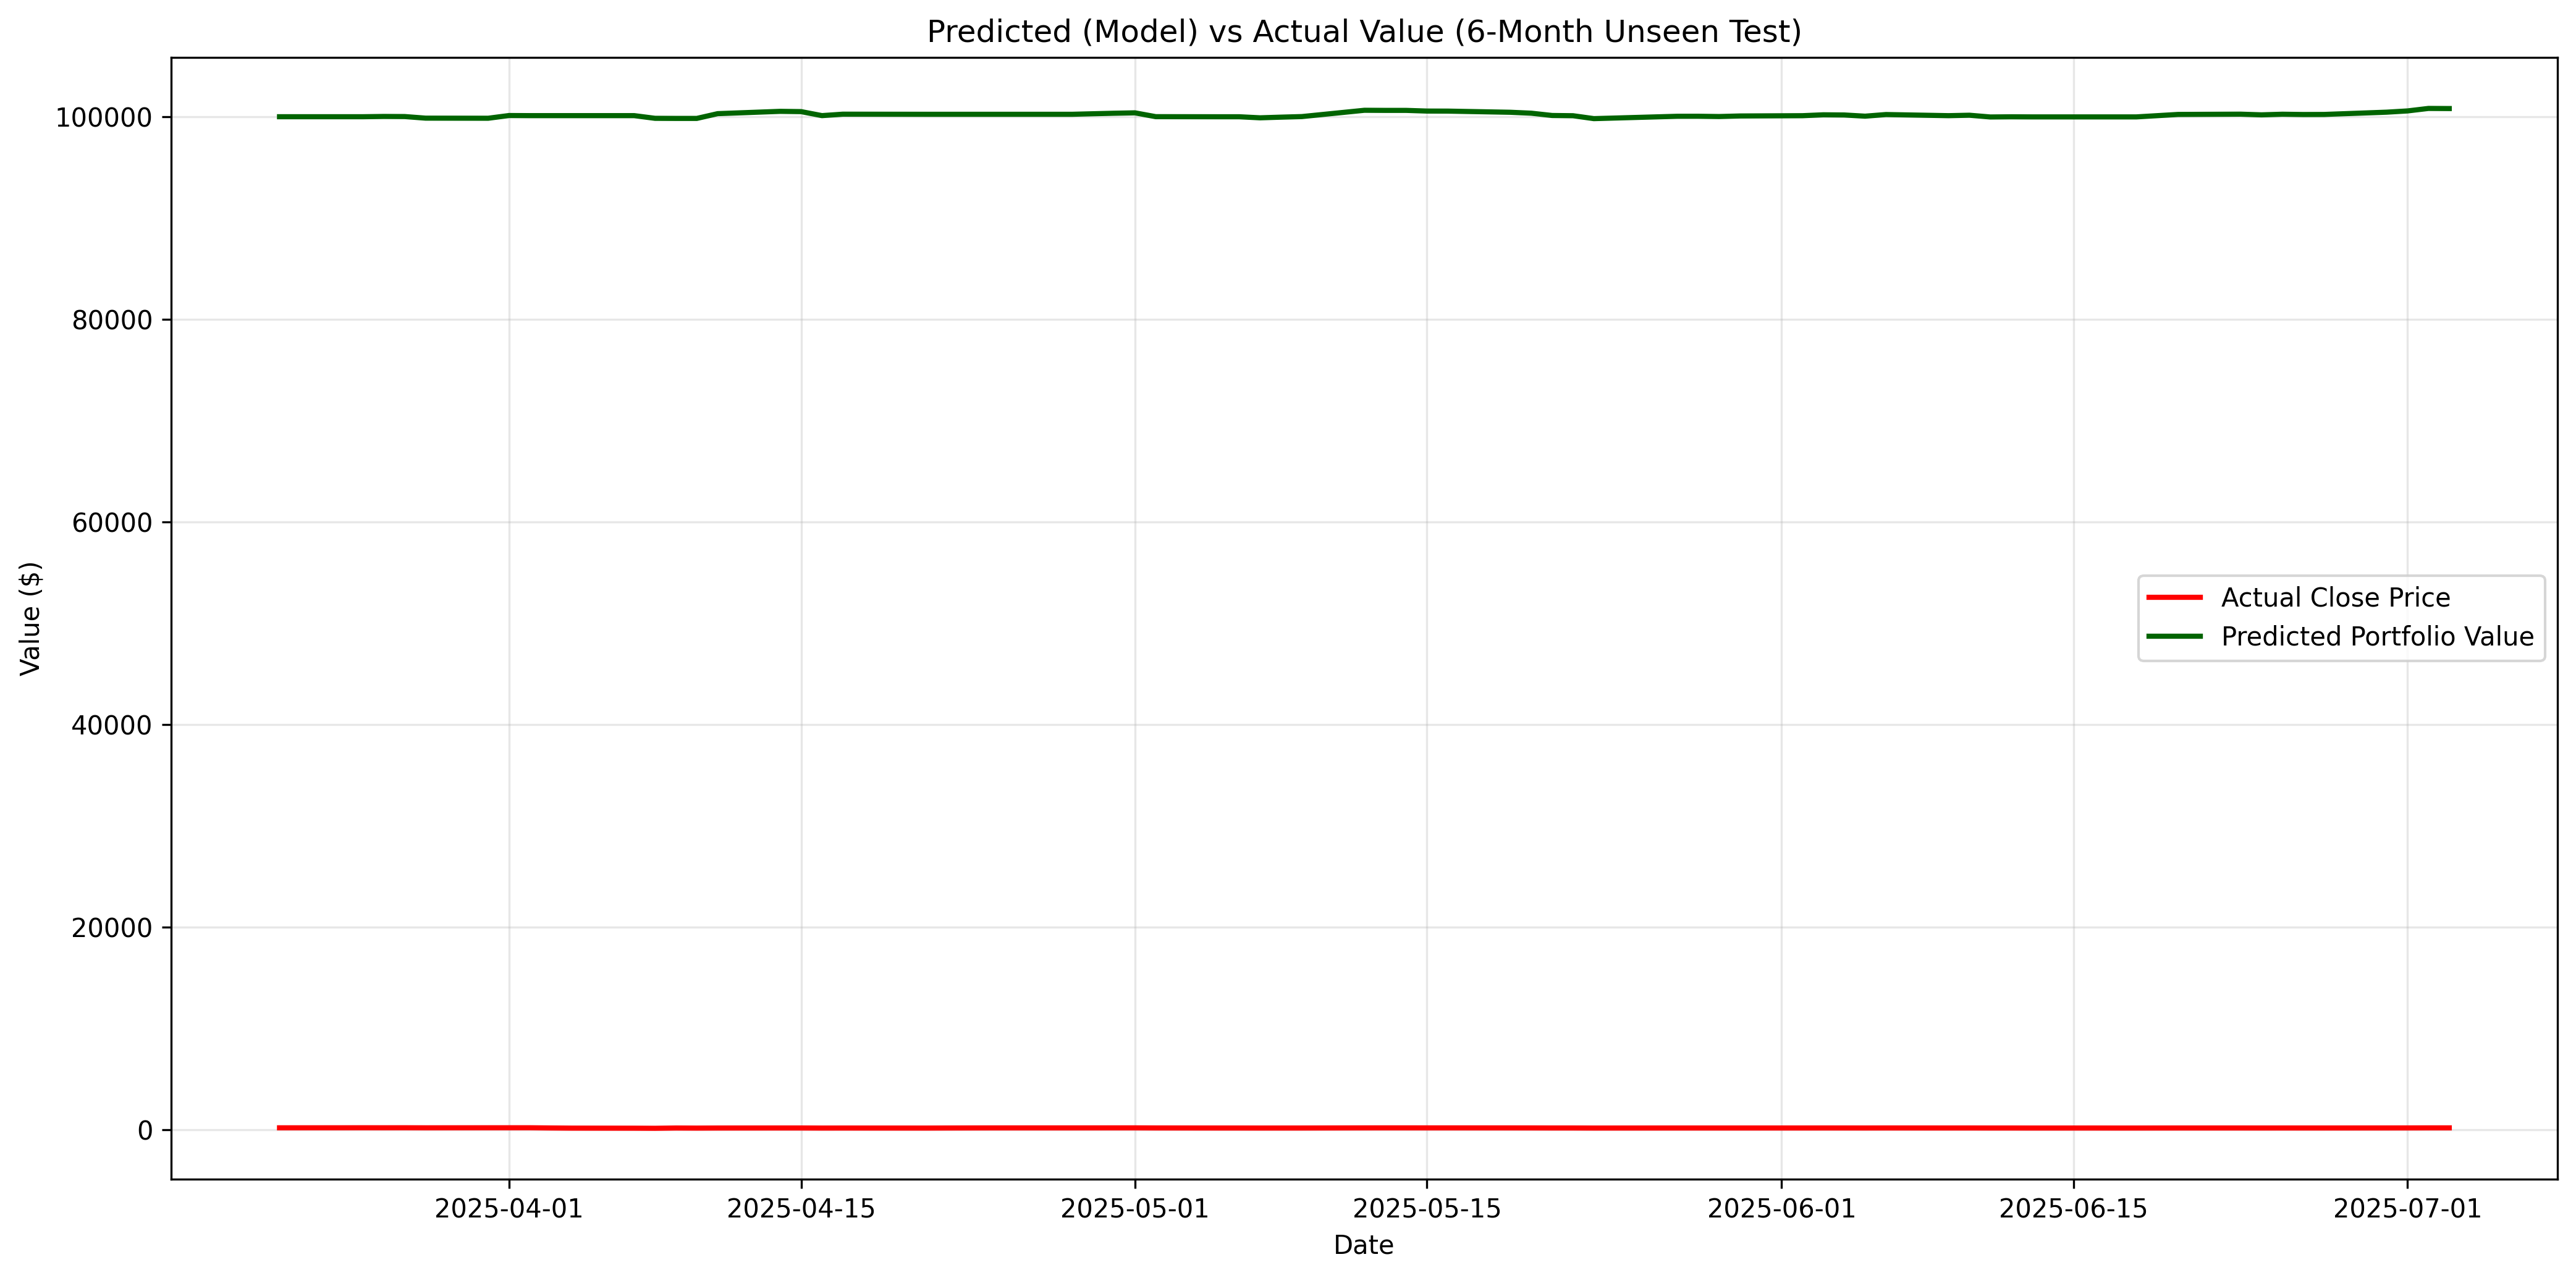 Predicted (Model) vs Actual Value (6-Month Unseen Test)
100000
80000
60000
40000
20000
0
Value ($)
Actual Close Price
Predicted Portfolio Value
2025-04-01
2025-04-15
2025-05-01
2025-05-15
2025-06-01
2025-06-15
2025-07-01
Date